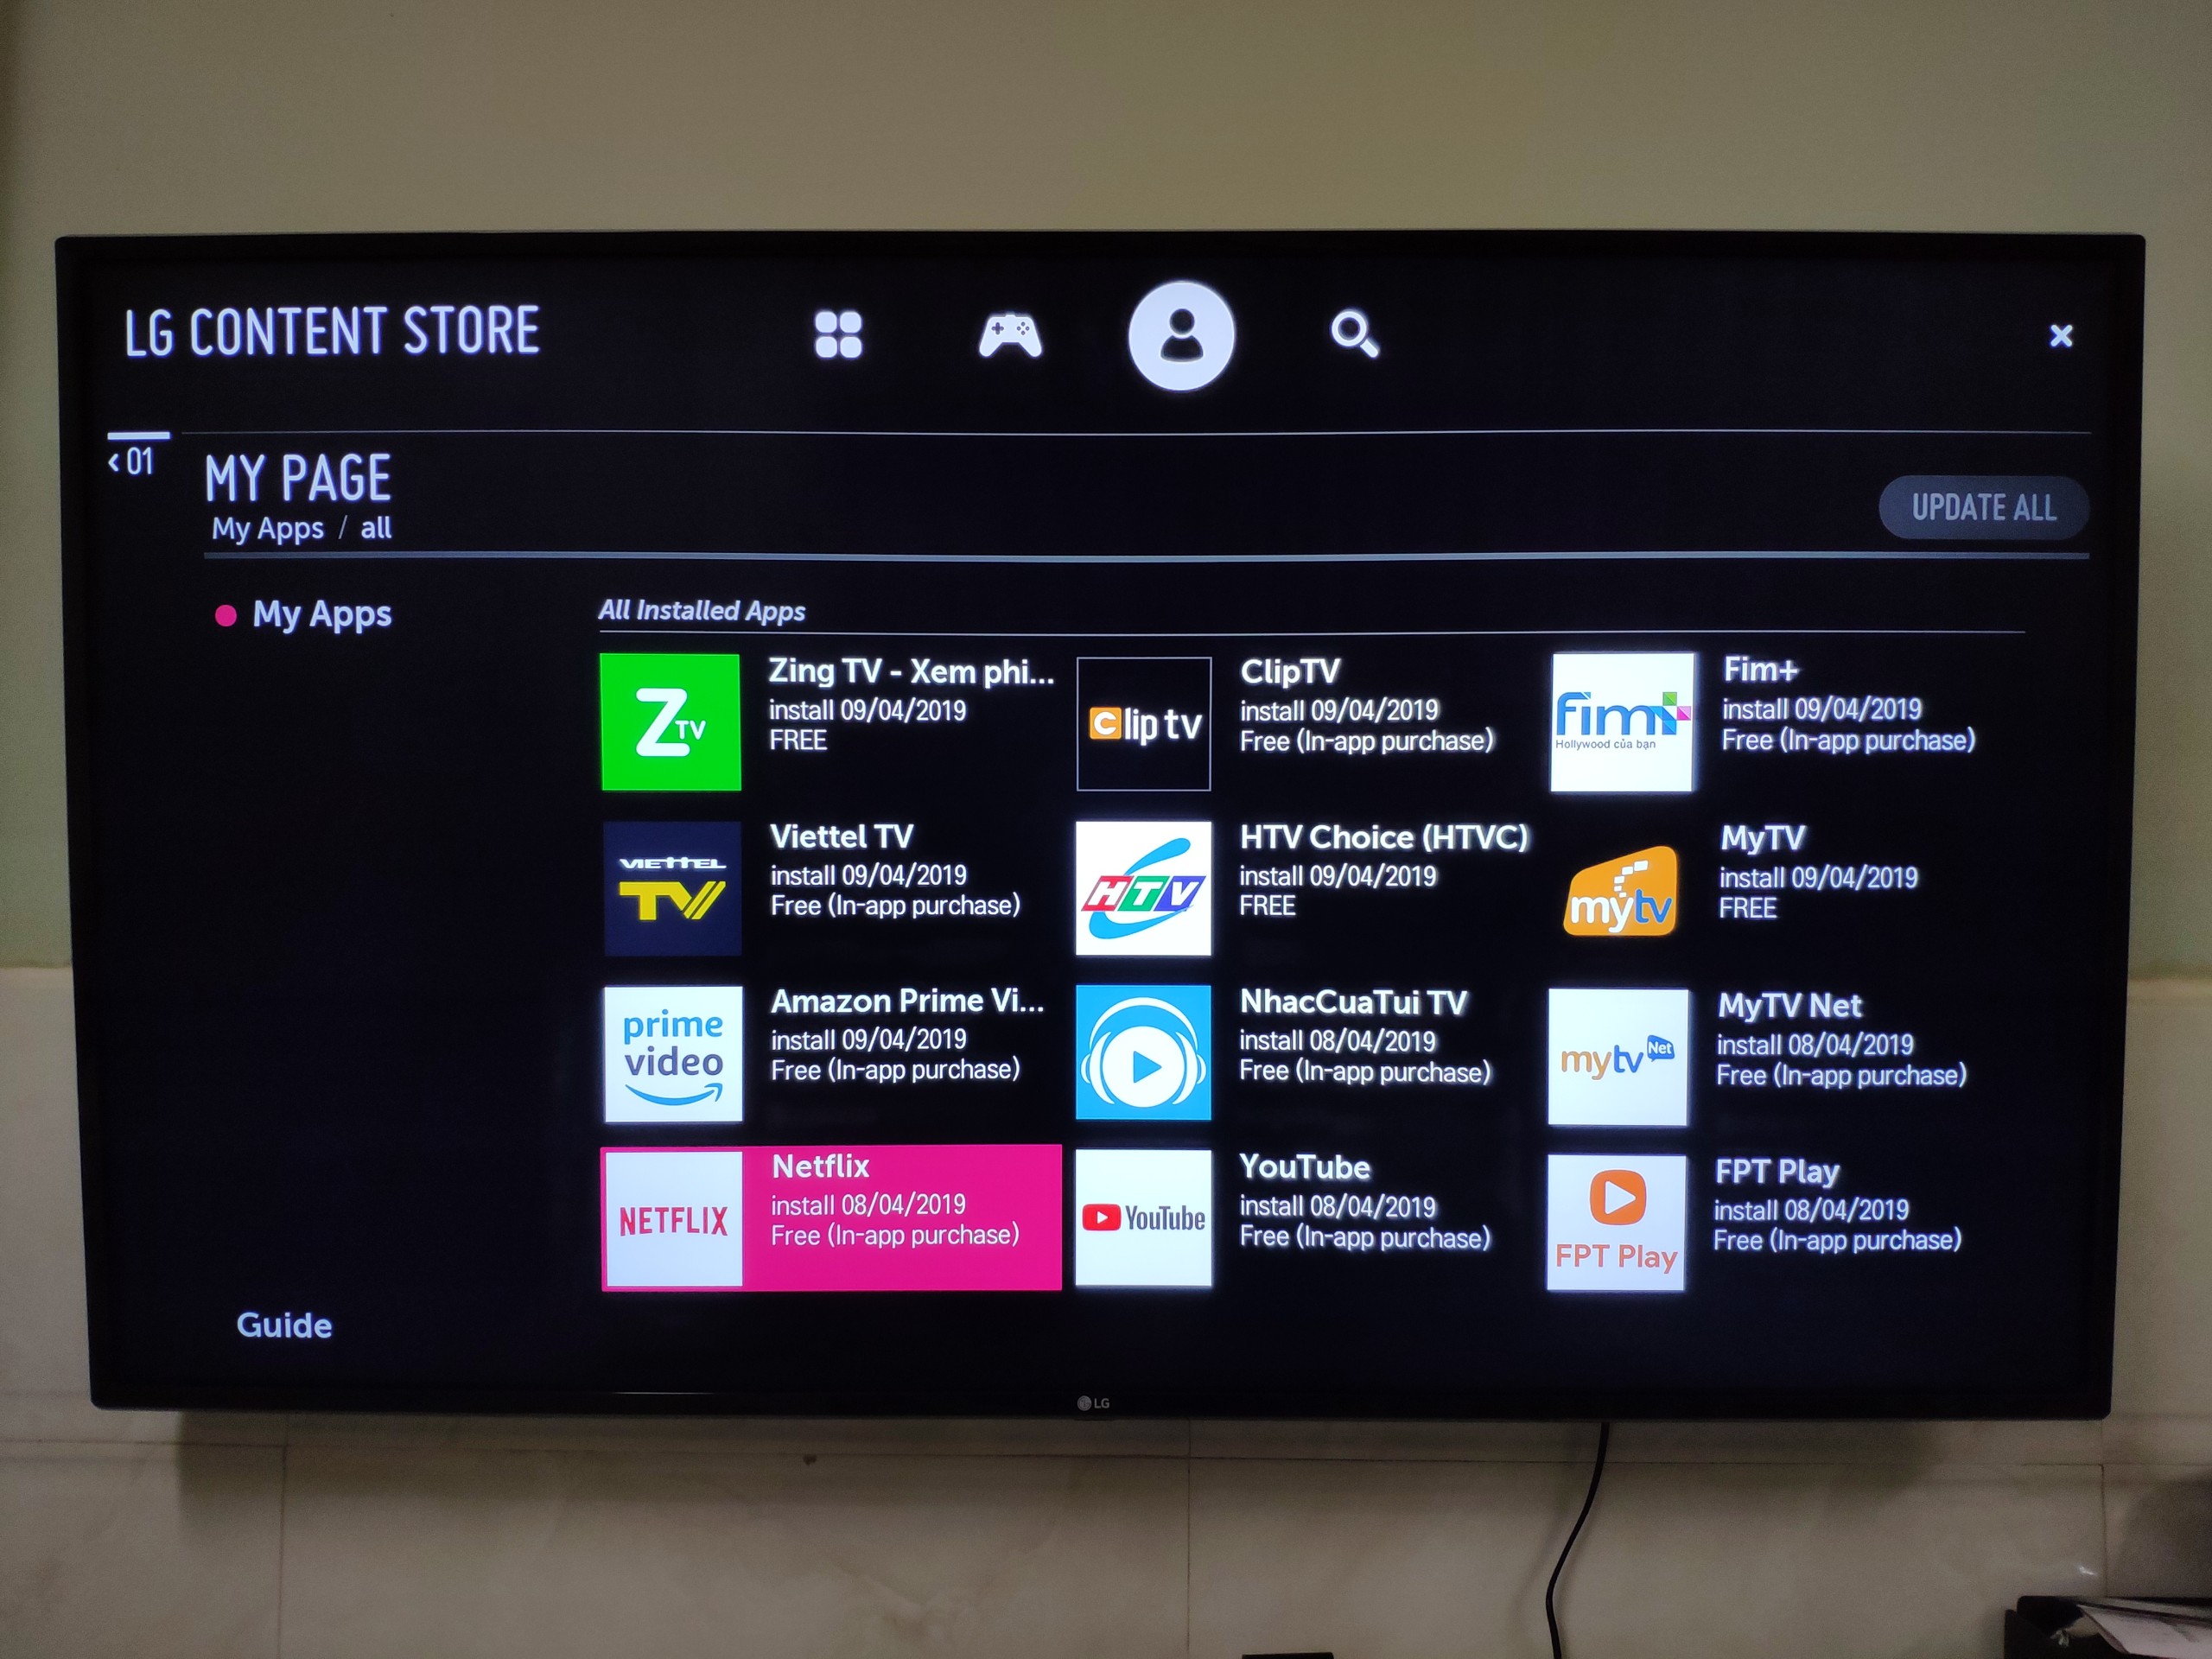 LG CONTENT STORE
‹ 01
MY PAGE
My Apps / all
UPDATE ALL
My Apps
All Installed Apps
Z TV
Zing TV - Xem phi...
install 09/04/2019
FREE
Clip tv
ClipTV
install 09/04/2019
Free (In-app purchase)
fim+
Hollywood của bạn
Fim+
install 09/04/2019
Free (In-app purchase)
VIETTEL
TV
Viettel TV
install 09/04/2019
Free (In-app purchase)
HTV
HTV Choice (HTVC)
install 09/04/2019
FREE
mytv
MyTV
install 09/04/2019
FREE
prime
video
Amazon Prime Vi...
install 09/04/2019
Free (In-app purchase)
NhacCuaTui TV
install 08/04/2019
Free (In-app purchase)
mytv Net
MyTV Net
install 08/04/2019
Free (In-app purchase)
NETFLIX
Netflix
install 08/04/2019
Free (In-app purchase)
YouTube
YouTube
install 08/04/2019
Free (In-app purchase)
FPT Play
FPT Play
install 08/04/2019
Free (In-app purchase)
Guide
LG